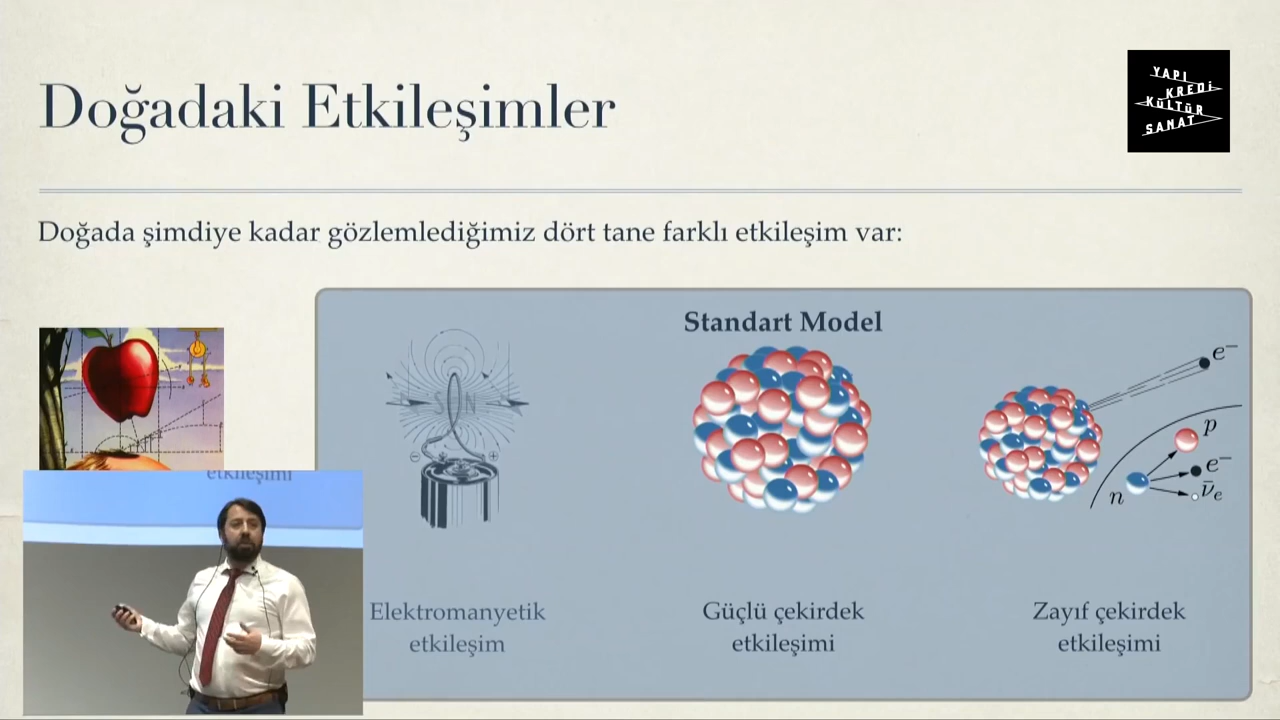 Doğadaki Etkileşimler
YAPI
KREDİ
KÜLTÜR
SANAT
Doğada şimdiye kadar gözlemlediğimiz dört tane farklı etkileşim var:
Standart Model
S N
e⁻
p
e⁻
n
ν̄ₑ
etkileşimi
Elektromanyetik
etkileşim
Güçlü çekirdek
etkileşimi
Zayıf çekirdek
etkileşimi